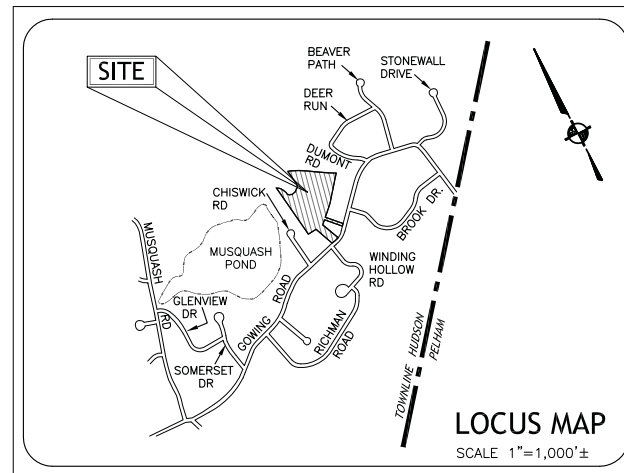 SITE
BEAVER
PATH
STONEWALL
DRIVE
DEER
RUN
DUMONT
RD
CHISWICK
RD
BROOK DR.
MUSQUASH
RD
MUSQUASH
POND
GLENVIEW
DR
SOMERSET
DR
GOWING ROAD
WINDING
HOLLOW
RD
RICHMAN
ROAD
TOWNLINE HUDSON
PELHAM
LOCUS MAP
SCALE 1"=1,000'±